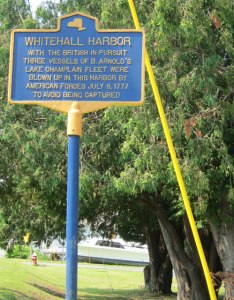 WHITEHALL HARBOR
WITH THE BRITISH IN PURSUIT
THREE VESSELS OF B. ARNOLD'S
LAKE CHAMPLAIN FLEET WERE
BLOWN UP IN THIS HARBOR BY
AMERICAN FORCES JULY 6, 1777
TO AVOID BEING CAPTURED